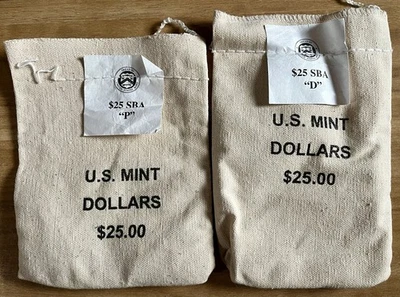 $25 SBA
"P"
U.S. MINT
DOLLARS
$25.00
$25 SBA
"D"
U.S. MINT
DOLLARS
$25.00